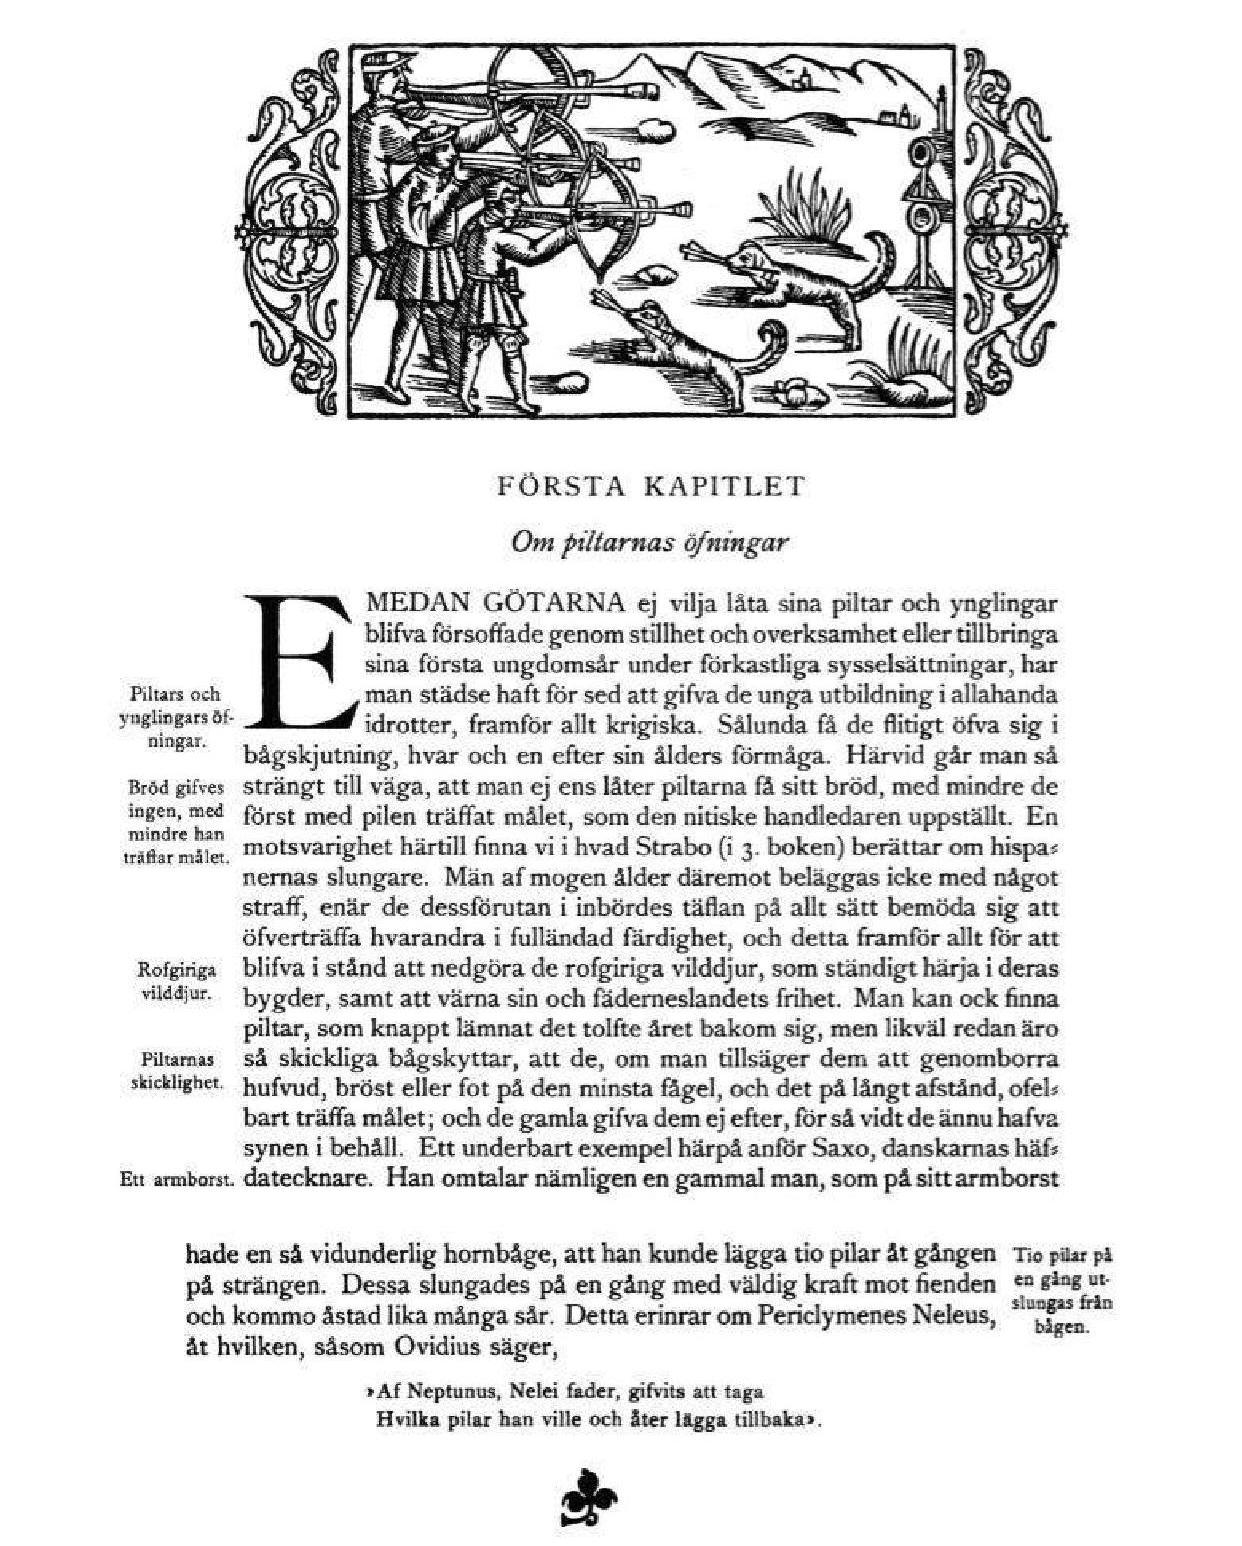 FÖRSTA KAPITLET
Om piltarnas öfningar
EMEDAN GÖTARNA ej vilja låta sina piltar och ynglingar
blifva försoffade genom stillhet och overksamhet eller tillbringa
sina första ungdomsår under förkastliga sysselsättningar, har
man städse haft för sed att gifva de unga utbildning i allahanda
idrotter, framför allt krigiska. Sålunda få de flitigt öfva sig i
bågskjutning, hvar och en efter sin ålders förmåga. Härvid går man så
strängt till väga, att man ej ens låter piltarna få sitt bröd, med mindre de
först med pilen träffat målet, som den nitiske handledaren uppställt. En
motsvarighet härtill finna vi i hvad Strabo (i 3. boken) berättar om hispa-
nernas slungare. Män af mogen ålder däremot beläggas icke med något
straff, enär de dessförutan i inbördes täflan på allt sätt bemöda sig att
öfverträffa hvarandra i fulländad färdighet, och detta framför allt för att
blifva i stånd att nedgöra de rofgiriga vilddjur, som ständigt härja i deras
bygder, samt att värna sin och fäderneslandets frihet. Man kan ock finna
piltar, som knappt lämnat det tolfte året bakom sig, men likväl redan äro
så skickliga bågskyttar, att de, om man tillsäger dem att genomborra
hufvud, bröst eller fot på den minsta fågel, och det på långt afstånd, ofel-
bart träffa målet; och de gamla gifva dem ej efter, för så vidt de ännu hafva
synen i behåll. Ett underbart exempel härpå anför Saxo, danskarnas häf-
datecknare. Han omtalar nämligen en gammal man, som på sitt armborst
Piltars och
ynglingars öf-
ningar.
Bröd gifves
ingen, med
mindre han
träffar målet.
Rofgiriga
vilddjur.
Piltarnas
skicklighet.
Ett armborst.
hade en så vidunderlig hornbåge, att han kunde lägga tio pilar åt gången
på strängen. Dessa slungades på en gång med väldig kraft mot fienden
och kommo åstad lika många sår. Detta erinrar om Periclymenes Neleus,
åt hvilken, såsom Ovidius säger,
Tio pilar på
en gång ut-
slungas från
bågen.
»Af Neptunus, Nelei fader, gifvits att taga
Hvilka pilar han ville och åter lägga tillbaka».